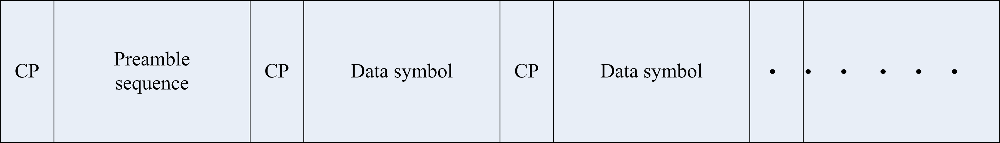 CP
Preamble
sequence
CP
Data symbol
CP
Data symbol
• • • • • •